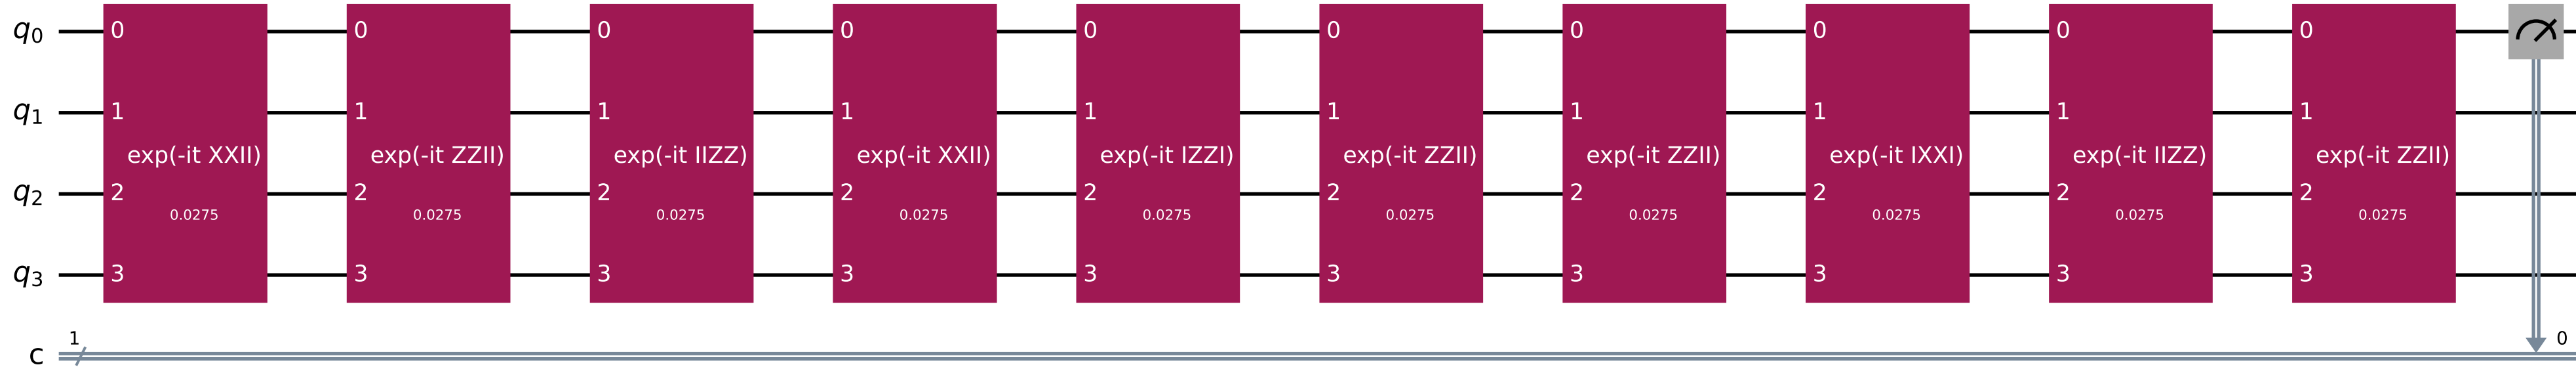 q0 0 0 0 0 0 0 0 0 0 0
q1 1 1 1 1 1 1 1 1 1 1
exp(-it XXII) exp(-it ZZII) exp(-it IIZZ) exp(-it XXII) exp(-it IZZI) exp(-it ZZII) exp(-it ZZII) exp(-it IXXI) exp(-it IIZZ) exp(-it ZZII)
q2 2 2 2 2 2 2 2 2 2 2
0.0275 0.0275 0.0275 0.0275 0.0275 0.0275 0.0275 0.0275 0.0275 0.0275
q3 3 3 3 3 3 3 3 3 3 3
1 0
c